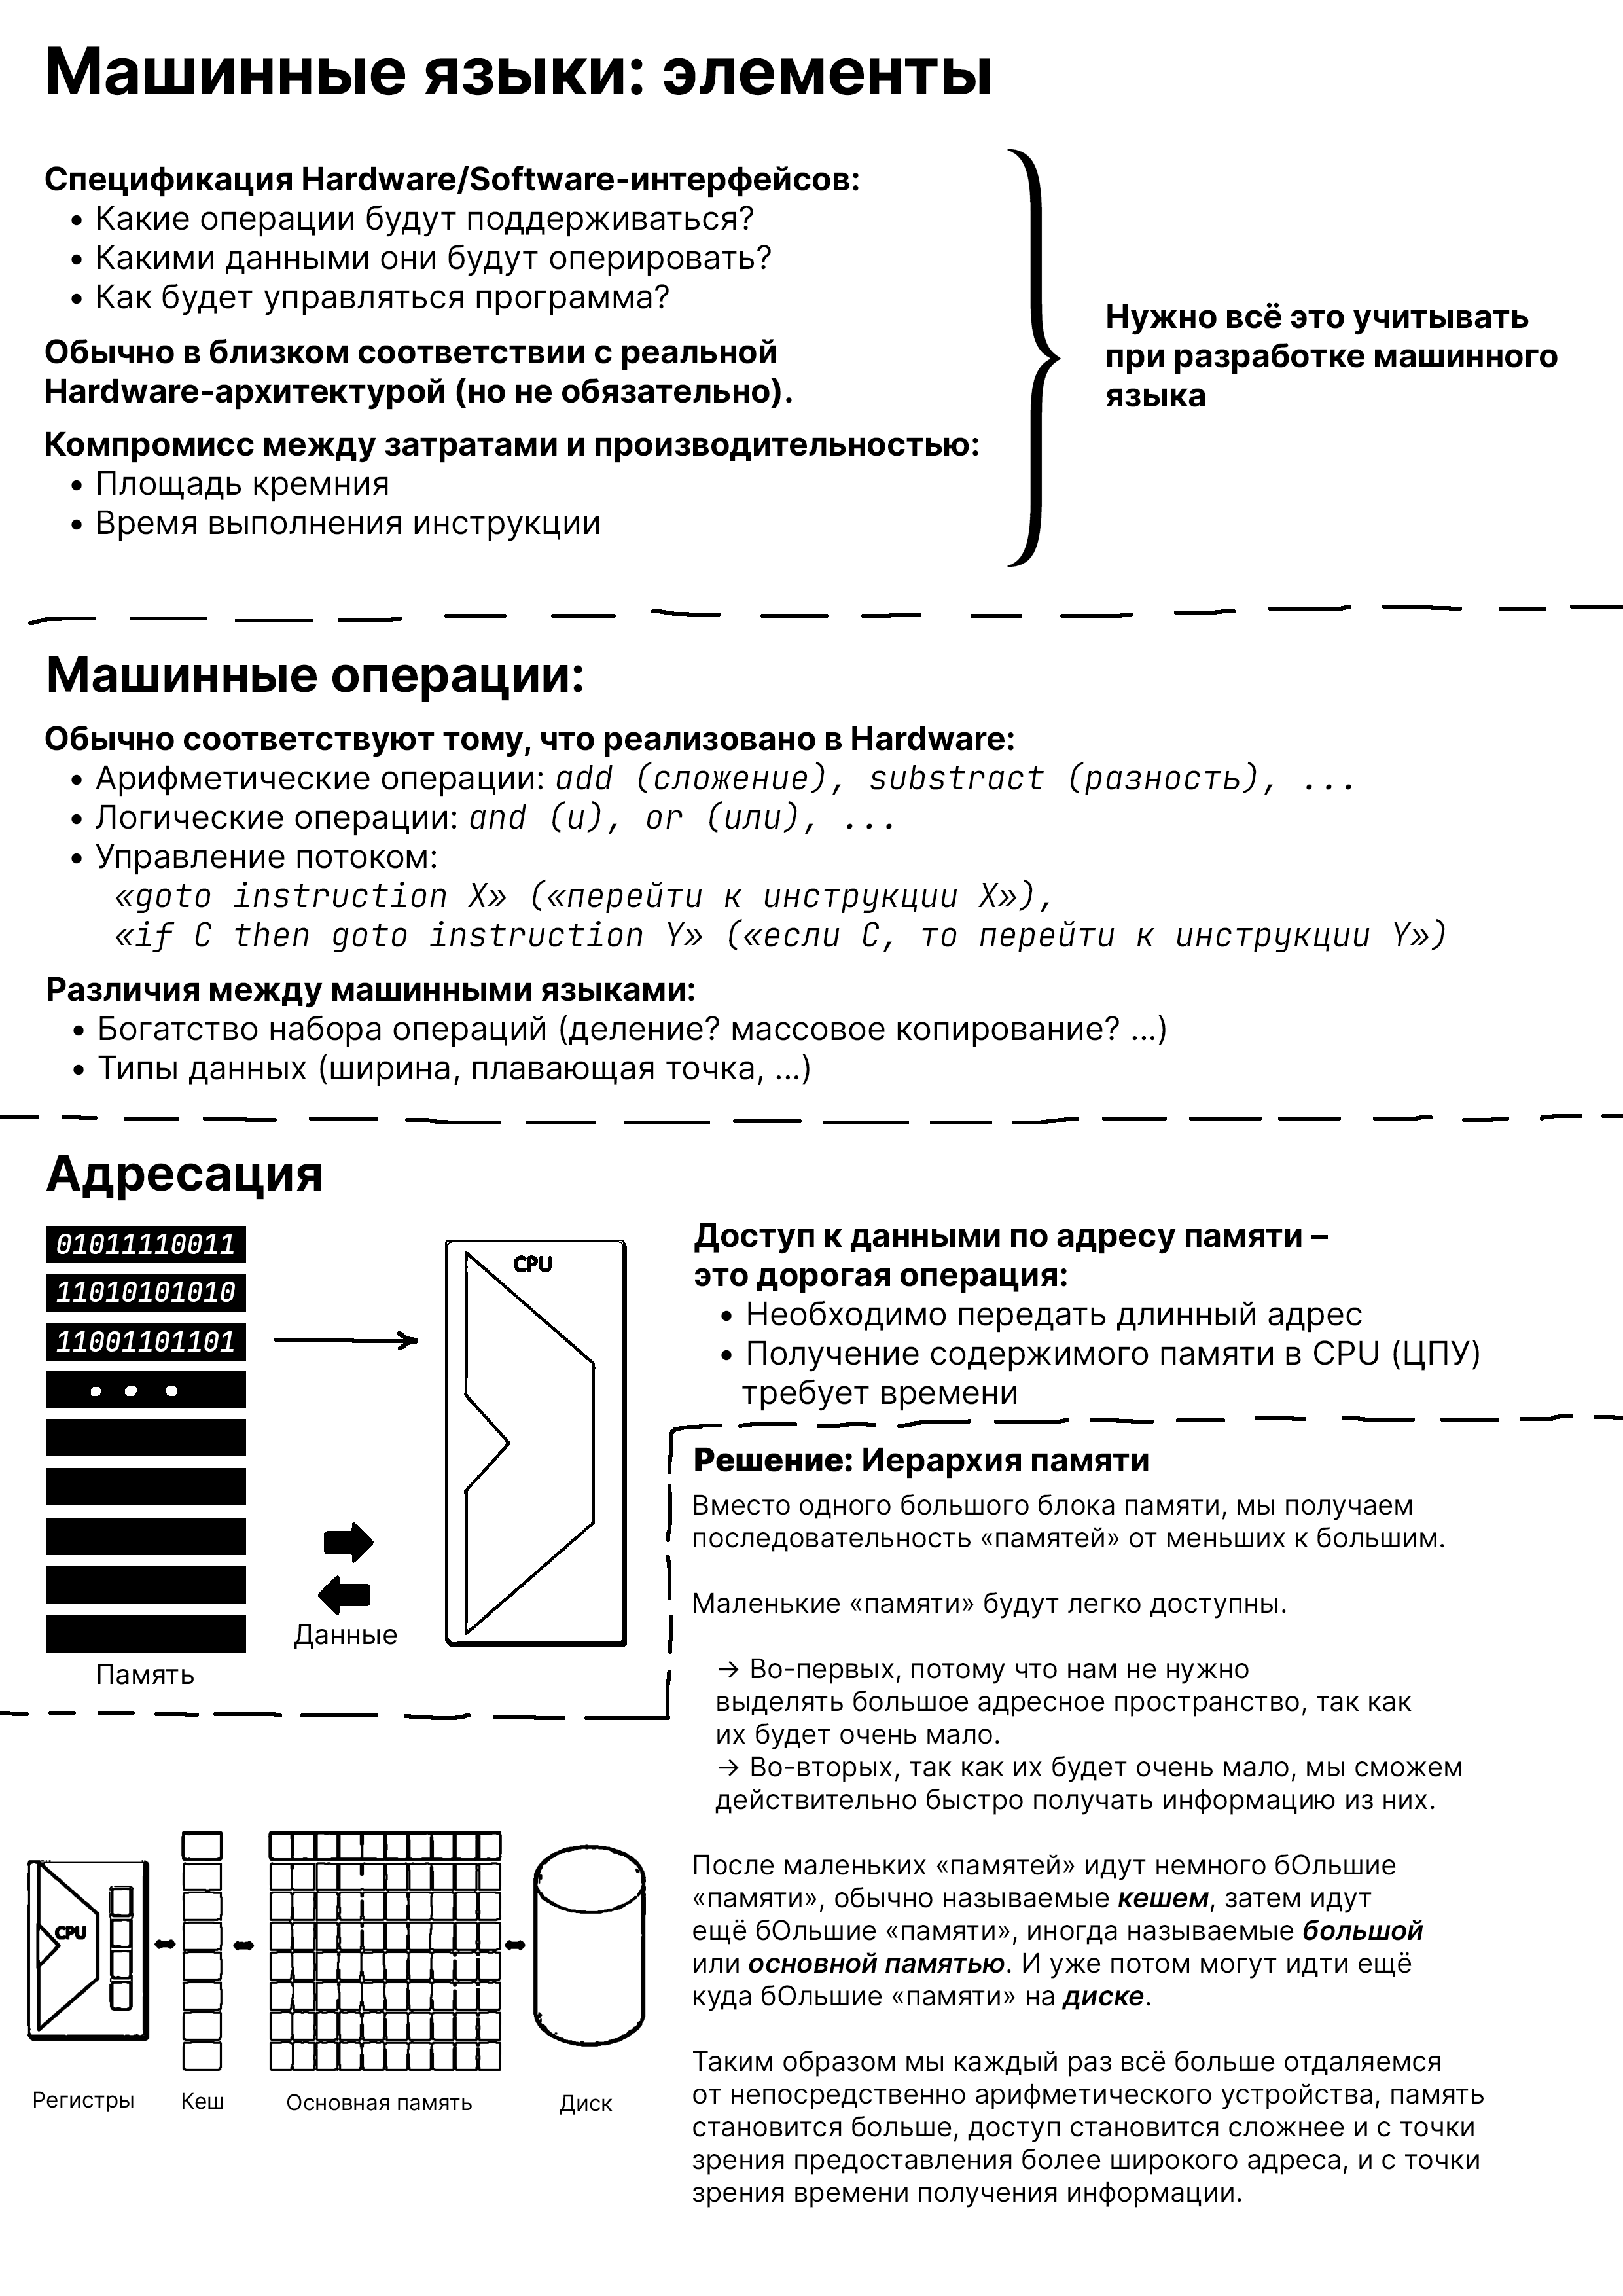 Машинные языки: элементы
Спецификация Hardware/Software-интерфейсов:
• Какие операции будут поддерживаться?
• Какими данными они будут оперировать?
• Как будет управляться программа?
Обычно в близком соответствии с реальной
Hardware-архитектурой (но не обязательно).
Компромисс между затратами и производительностью:
• Площадь кремния
• Время выполнения инструкции
Нужно всё это учитывать
при разработке машинного
языка
Машинные операции:
Обычно соответствуют тому, что реализовано в Hardware:
• Арифметические операции: add (сложение), substract (разность), ...
• Логические операции: and (и), or (или), ...
• Управление потоком:
«goto instruction X» («перейти к инструкции X»),
«if C then goto instruction Y» («если C, то перейти к инструкции Y»)
Различия между машинными языками:
• Богатство набора операций (деление? массовое копирование? ...)
• Типы данных (ширина, плавающая точка, ...)
Адресация
01011110011
11010101010
11001101101
• • •
Память
Данные
CPU
Доступ к данными по адресу памяти –
это дорогая операция:
• Необходимо передать длинный адрес
• Получение содержимого памяти в CPU (ЦПУ)
требует времени
Решение: Иерархия памяти
Вместо одного большого блока памяти, мы получаем
последовательность «памятей» от меньших к большим.
Маленькие «памяти» будут легко доступны.
→ Во-первых, потому что нам не нужно
выделять большое адресное пространство, так как
их будет очень мало.
→ Во-вторых, так как их будет очень мало, мы сможем
действительно быстро получать информацию из них.
После маленьких «памятей» идут немного бОльшие
«памяти», обычно называемые кешем, затем идут
ещё бОльшие «памяти», иногда называемые большой
или основной памятью. И уже потом могут идти ещё
куда бОльшие «памяти» на диске.
Таким образом мы каждый раз всё больше отдаляемся
от непосредственно арифметического устройства, память
становится больше, доступ становится сложнее и с точки
зрения предоставления более широкого адреса, и с точки
зрения времени получения информации.
CPU
Регистры
Кеш
Основная память
Диск